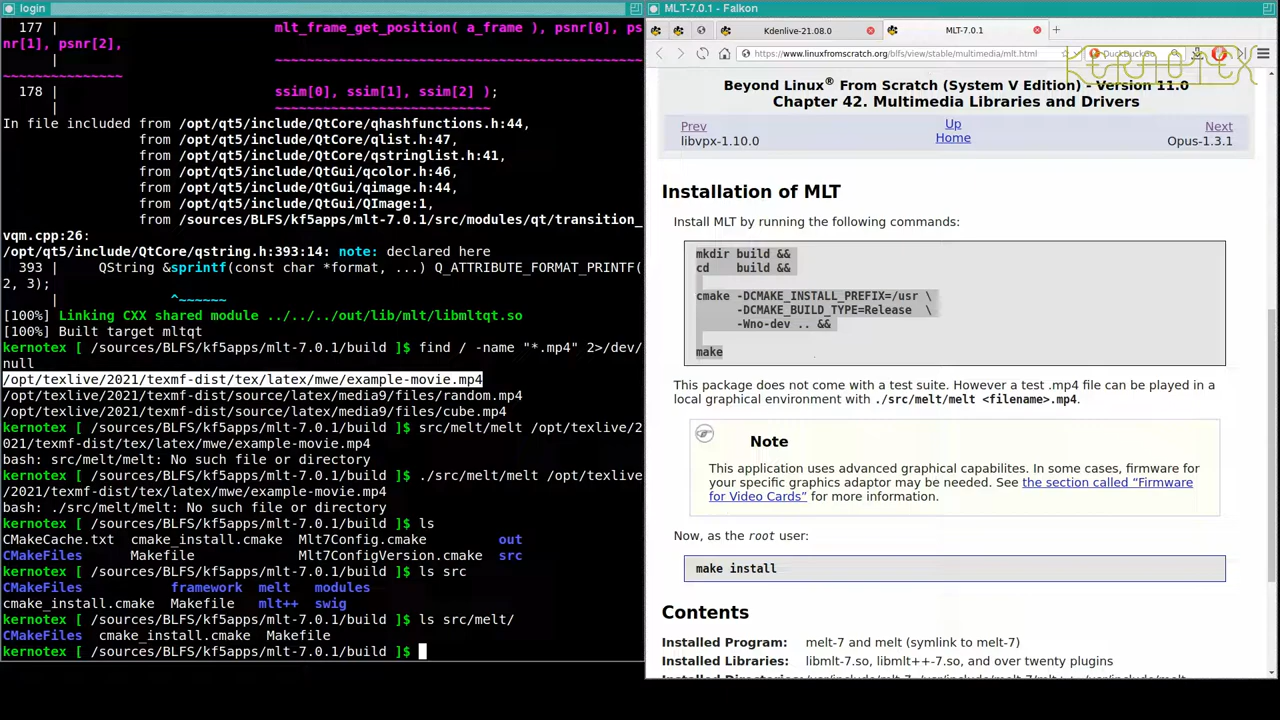 login
177 | mlt_frame_get_position( a_frame ), psnr[0], ps
nr[1], psnr[2],
| ~~~~~~~~~~~~~~~~~~~~~~~~~~~~~~~~~~~~~~~~~~~~~~
~~~~~~~~~~~~~~~
178 | ssim[0], ssim[1], ssim[2] );
| ~~~~~~~~~~~~~~~~~~~~~~~~~~~
In file included from /opt/qt5/include/QtCore/qhashfunctions.h:44,
from /opt/qt5/include/QtCore/qlist.h:47,
from /opt/qt5/include/QtCore/qstringlist.h:41,
from /opt/qt5/include/QtGui/qcolor.h:46,
from /opt/qt5/include/QtGui/qimage.h:44,
from /opt/qt5/include/QtGui/QImage:1,
from /sources/BLFS/kf5apps/mlt-7.0.1/src/modules/qt/transition_
vqm.cpp:26:
/opt/qt5/include/QtCore/qstring.h:393:14: note: declared here
393 | QString &sprintf(const char *format, ...) Q_ATTRIBUTE_FORMAT_PRINTF(
2, 3);
| ^~~~~~~
[100%] Linking CXX shared module ../../../out/lib/mlt/libmltqt.so
[100%] Built target mltqt
kernotex [ /sources/BLFS/kf5apps/mlt-7.0.1/build ]$ find / -name "*.mp4" 2>/dev/
null
/opt/texlive/2021/texmf-dist/tex/latex/mwe/example-movie.mp4
/opt/texlive/2021/texmf-dist/source/latex/media9/files/random.mp4
/opt/texlive/2021/texmf-dist/source/latex/media9/files/cube.mp4
kernotex [ /sources/BLFS/kf5apps/mlt-7.0.1/build ]$ src/melt/melt /opt/texlive/2
021/texmf-dist/tex/latex/mwe/example-movie.mp4
bash: src/melt/melt: No such file or directory
kernotex [ /sources/BLFS/kf5apps/mlt-7.0.1/build ]$ ./src/melt/melt /opt/texlive
/2021/texmf-dist/tex/latex/mwe/example-movie.mp4
bash: ./src/melt/melt: No such file or directory
kernotex [ /sources/BLFS/kf5apps/mlt-7.0.1/build ]$ ls
CMakeCache.txt cmake_install.cmake Mlt7Config.cmake out
CMakeFiles Makefile Mlt7ConfigVersion.cmake src
kernotex [ /sources/BLFS/kf5apps/mlt-7.0.1/build ]$ ls src
CMakeFiles framework melt modules
cmake_install.cmake Makefile mlt++ swig
kernotex [ /sources/BLFS/kf5apps/mlt-7.0.1/build ]$ ls src/melt/
CMakeFiles cmake_install.cmake Makefile
kernotex [ /sources/BLFS/kf5apps/mlt-7.0.1/build ]$
MLT-7.0.1 - Falkon
Kdenlive-21.08.0
MLT-7.0.1
https://www.linuxfromscratch.org/blfs/view/stable/multimedia/mlt.html
DuckDuckGo
KERNOTEX
Beyond Linux® From Scratch (System V Edition) - Version 11.0
Chapter 42. Multimedia Libraries and Drivers
Prev
Up
Next
libvpx-1.10.0
Home
Opus-1.3.1
Installation of MLT
Install MLT by running the following commands:
mkdir build &&
cd build &&
cmake -DCMAKE_INSTALL_PREFIX=/usr \
-DCMAKE_BUILD_TYPE=Release \
-Wno-dev .. &&
make
This package does not come with a test suite. However a test .mp4 file can be played in a
local graphical environment with ./src/melt/melt <filename>.mp4.
Note
This application uses advanced graphical capabilites. In some cases, firmware for
your specific graphics adaptor may be needed. See the section called “Firmware
for Video Cards” for more information.
Now, as the root user:
make install
Contents
Installed Program: melt-7 and melt (symlink to melt-7)
Installed Libraries: libmlt-7.so, libmlt++-7.so, and over twenty plugins